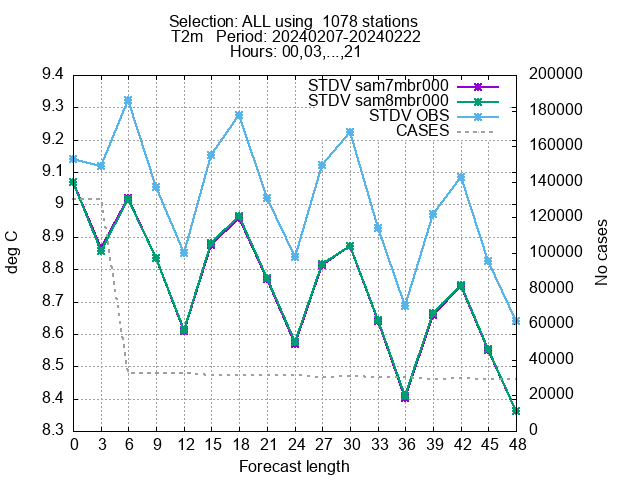 Selection: ALL using  1078 stations
T2m   Period: 20240207-20240222
Hours: 00,03,...,21
STDV sam7mbr000
STDV sam8mbr000
STDV OBS
CASES
deg C
9.4
9.3
9.2
9.1
9
8.9
8.8
8.7
8.6
8.5
8.4
8.3
200000
180000
160000
140000
120000
100000
80000
60000
40000
20000
0
No cases
0 3 6 9 12 15 18 21 24 27 30 33 36 39 42 45 48
Forecast length